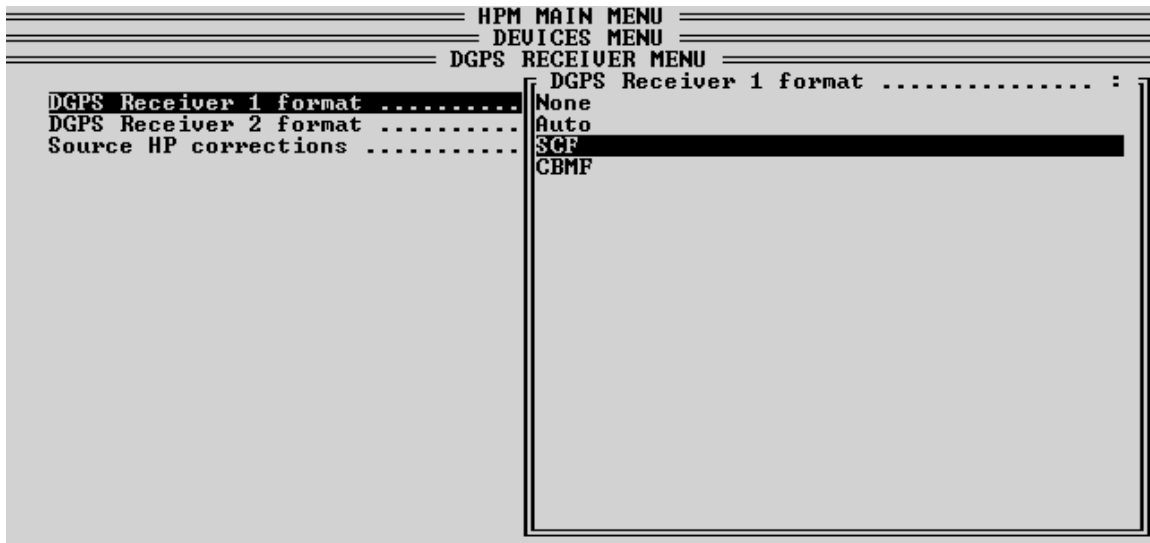 HPM MAIN MENU
DEVICES MENU
DGPS RECEIVER MENU
DGPS Receiver 1 format ............... :
DGPS Receiver 1 format ..........
DGPS Receiver 2 format ..........
Source HP corrections ...........
None
Auto
SCF
CBMF